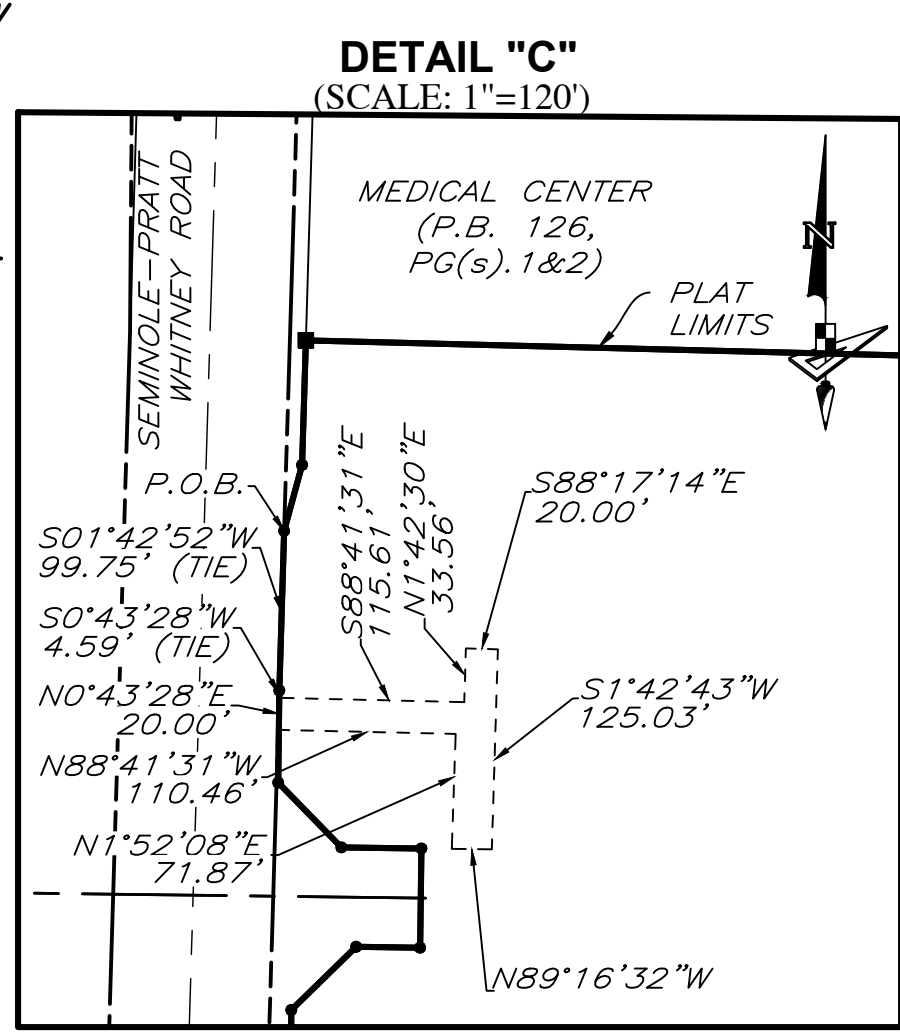 DETAIL "C"
(SCALE: 1"=120')
SEMINOLE-PRATT
WHITNEY ROAD
MEDICAL CENTER
(P.B. 126,
PG(s).1&2)
N
PLAT
LIMITS
P.O.B.
S01°42'52"W
99.75' (TIE)
S0°43'28"W
4.59' (TIE)
N0°43'28"E
20.00'
N88°41'31"W
110.46'
N1°52'08"E
71.87'
S88°41'31"E
115.61'
N1°42'30"E
33.56'
S88°17'14"E
20.00'
S1°42'43"W
125.03'
N89°16'32"W